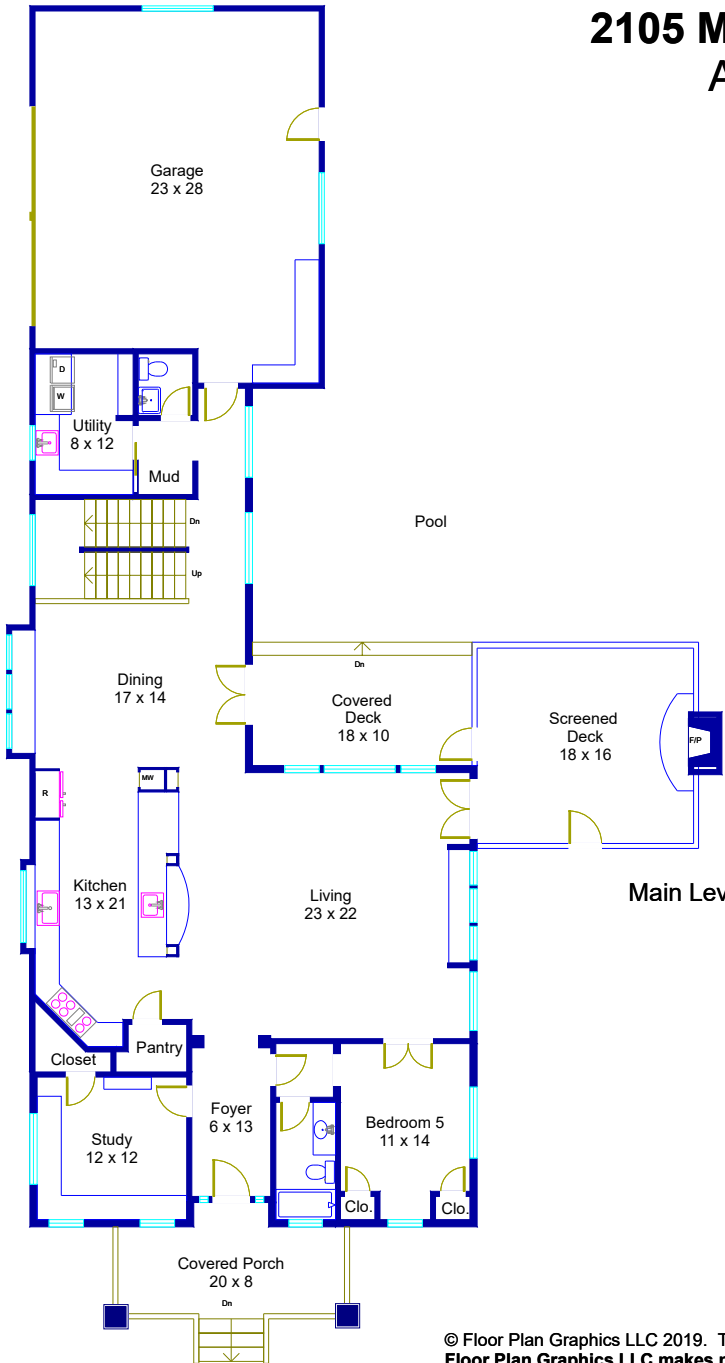 2105 M
A
Garage
23 x 28
D
W
Utility
8 x 12
Mud
Dn
Up
Pool
Dining
17 x 14
Dn
Covered
Deck
18 x 10
Screened
Deck
18 x 16
F/P
MW
R
Kitchen
13 x 21
Living
23 x 22
Main Lev
Closet
Pantry
Study
12 x 12
Foyer
6 x 13
Bedroom 5
11 x 14
Clo.
Clo.
Covered Porch
20 x 8
Dn
© Floor Plan Graphics LLC 2019. T
Floor Plan Graphics LLC makes